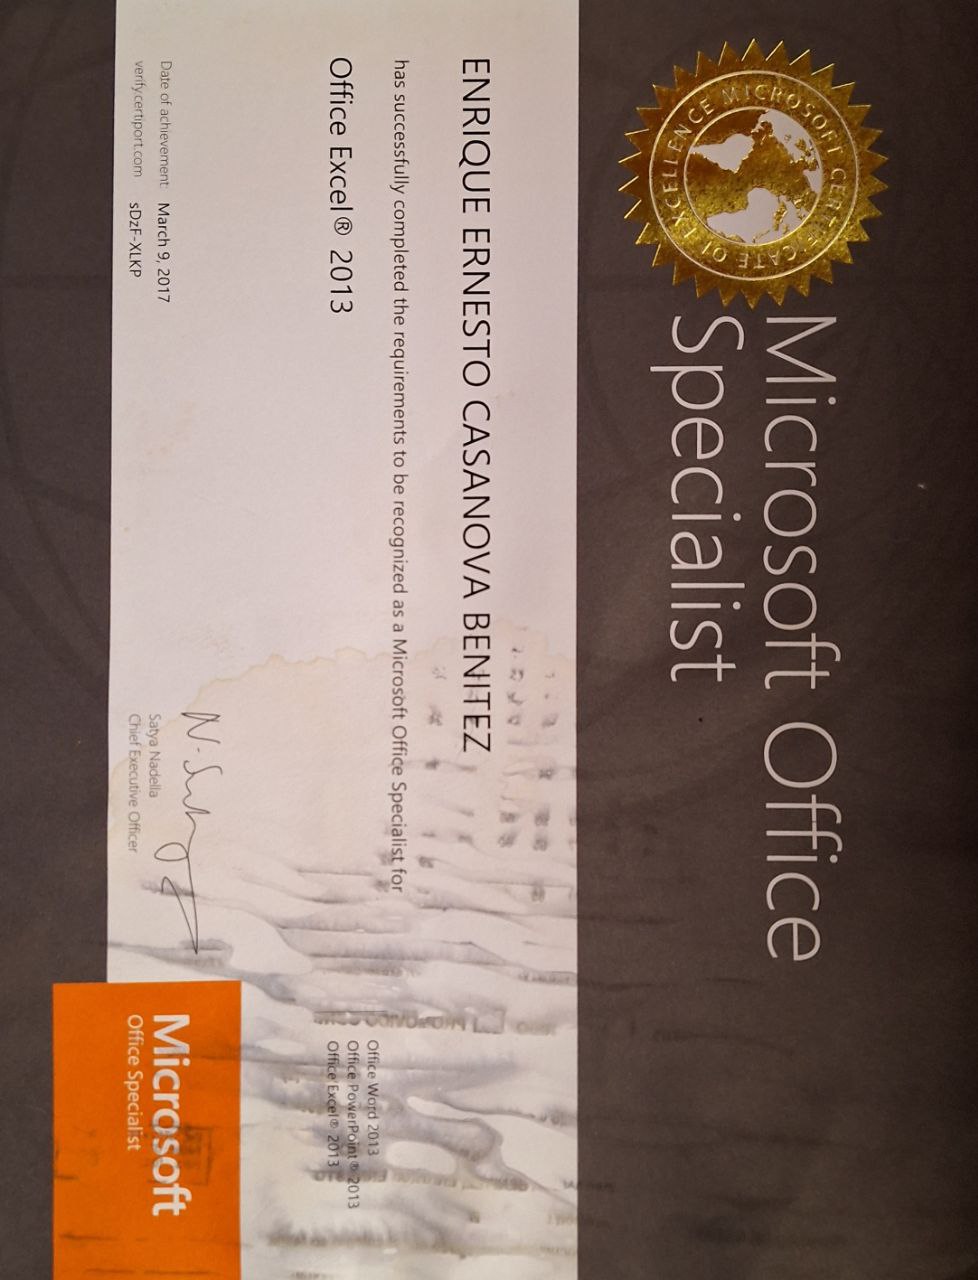 MICROSOFT CERTIFICATE OF EXCELLENCE
Microsoft Office
Specialist
ENRIQUE ERNESTO CASANOVA BENITEZ
has successfully completed the requirements to be recognized as a Microsoft Office Specialist for
Office Excel® 2013
Office Word 2013
Office PowerPoint® 2013
Office Excel® 2013
Date of achievement: March 9, 2017
verify.certiport.com sDzF-XLKP
Satya Nadella
Chief Executive Officer
Microsoft
Office Specialist